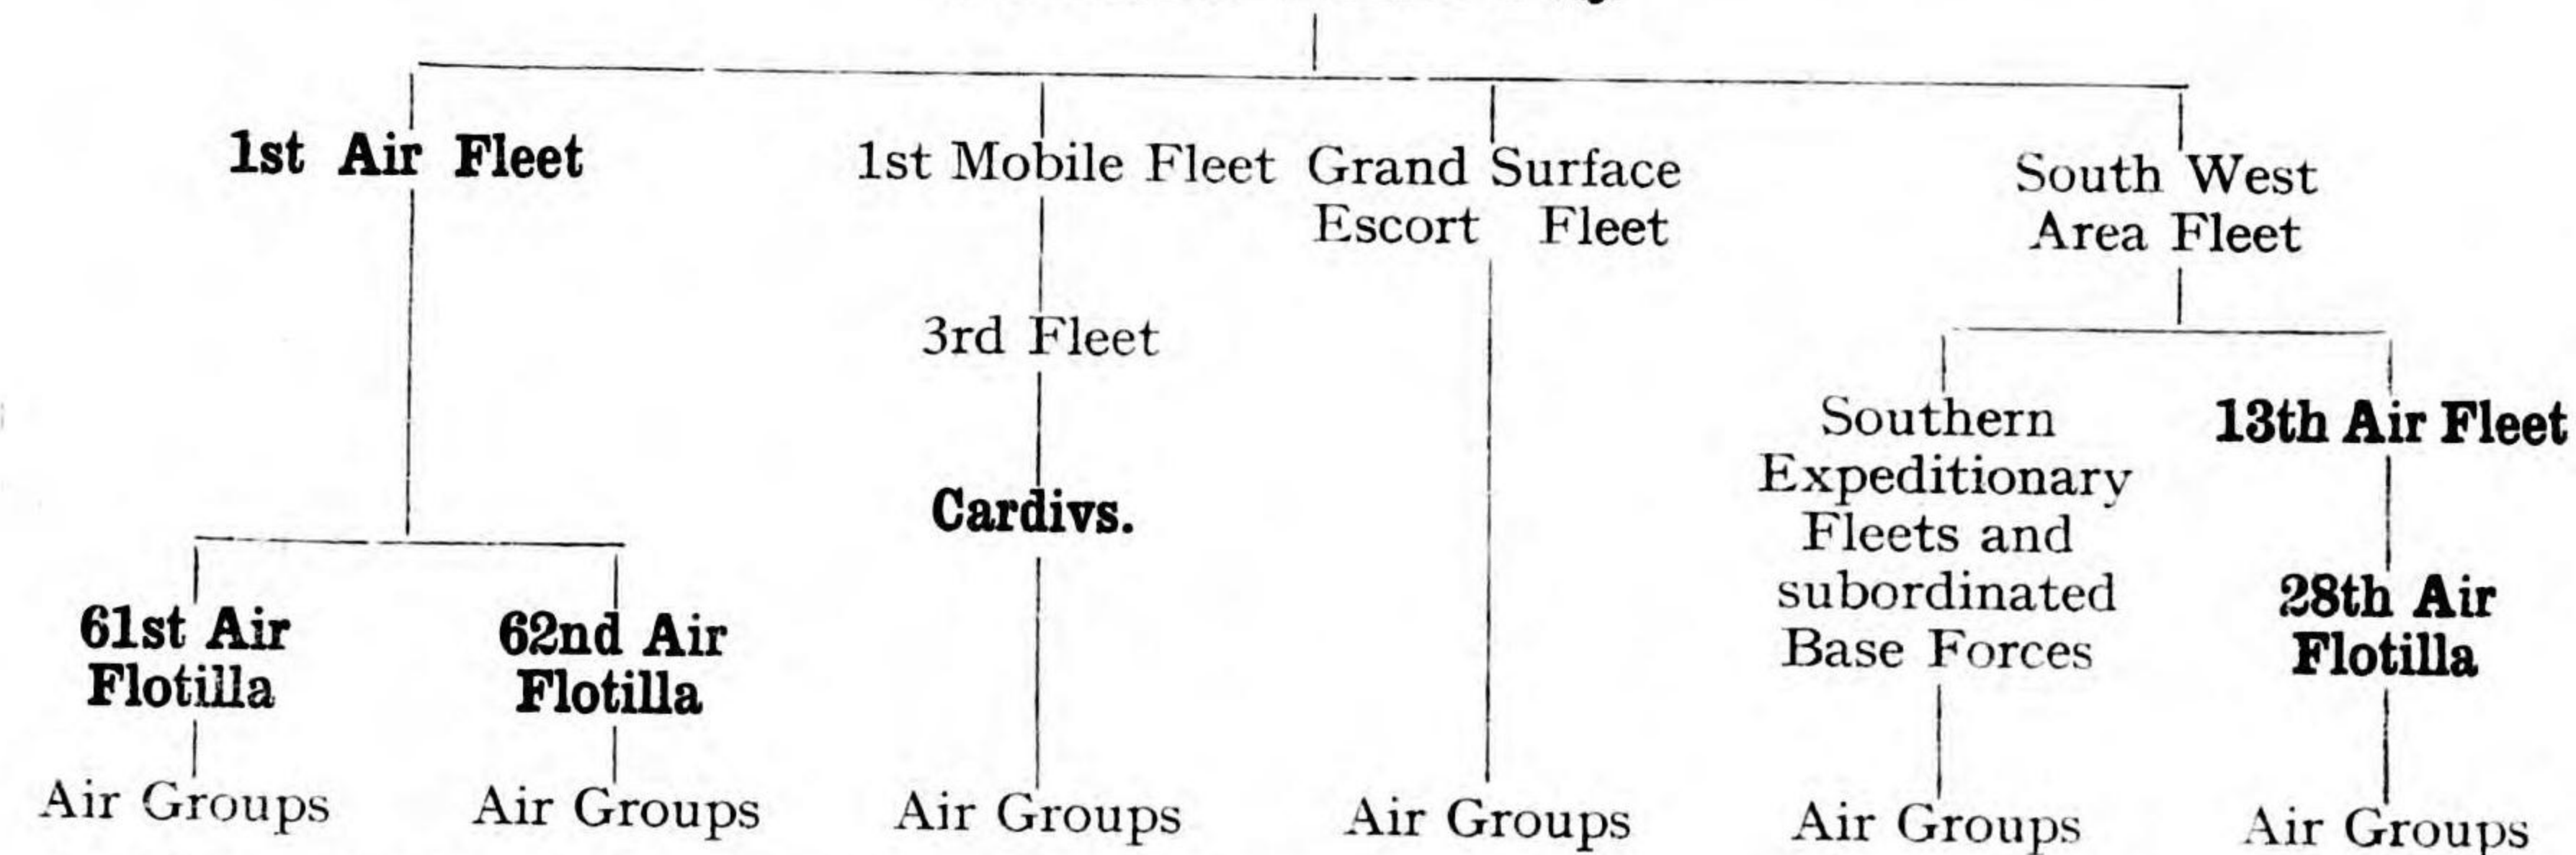 1st Air Fleet
1st Mobile Fleet
Grand Surface
Escort Fleet
South West
Area Fleet
3rd Fleet
Cardivs.
Southern
Expeditionary
Fleets and
subordinated
Base Forces
13th Air Fleet
28th Air
Flotilla
61st Air
Flotilla
62nd Air
Flotilla
Air Groups
Air Groups
Air Groups
Air Groups
Air Groups
Air Groups